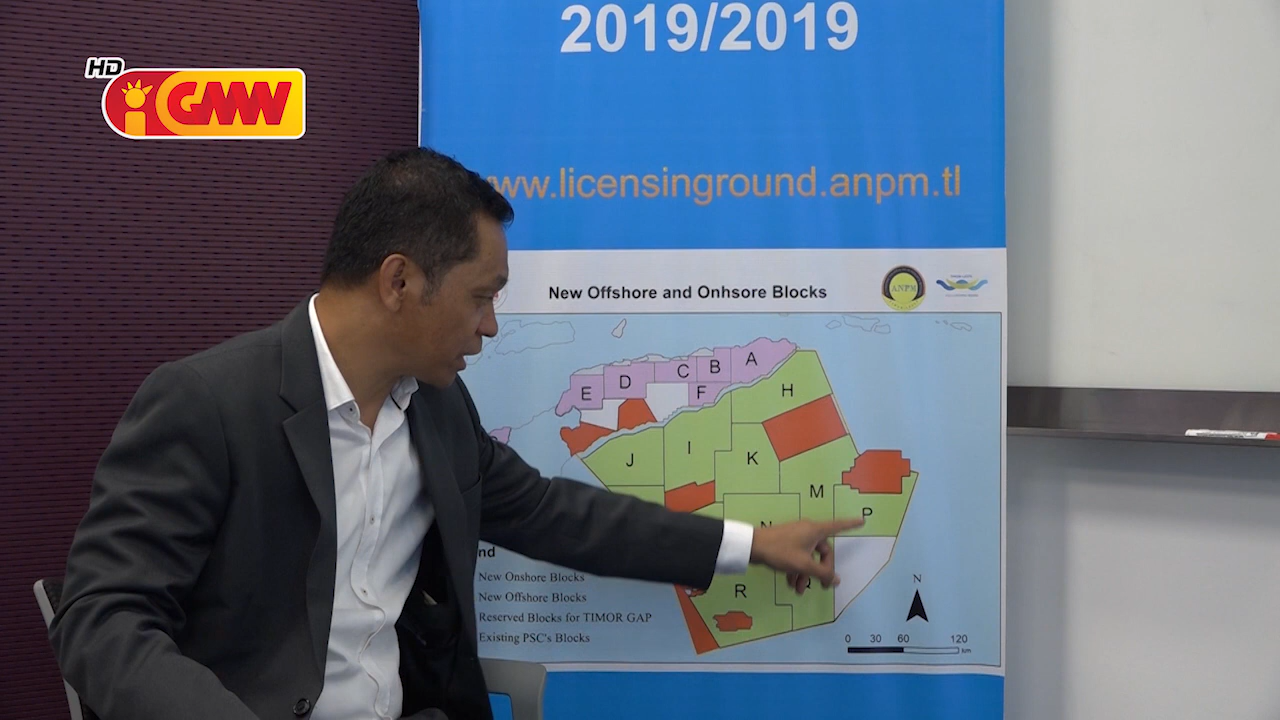 HD
iGMW
2019/2019
www.licensinground.anpm.tl
New Offshore and Onhsore Blocks
ANPM
A
B
C
D
E
F
H
I
J
K
M
N
P
Q
R
nd
New Onshore Blocks
New Offshore Blocks
Reserved Blocks for TIMOR GAP
Existing PSC's Blocks
N
0 30 60 120
km